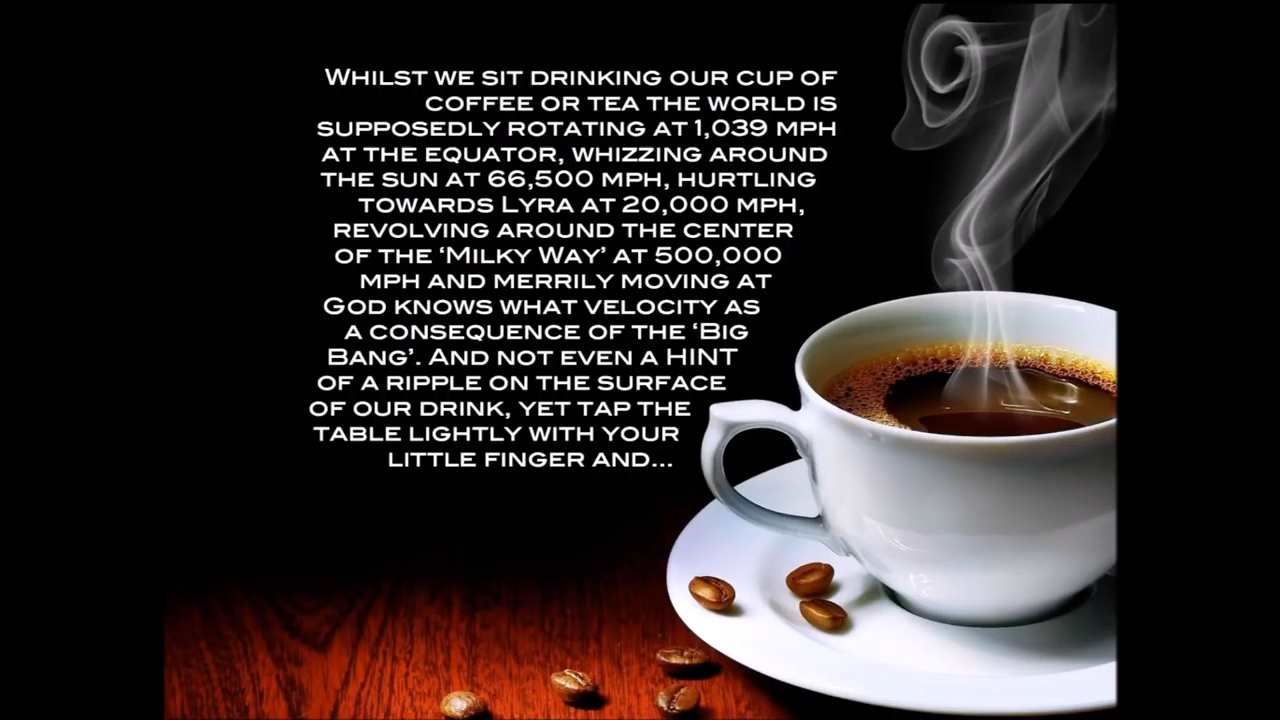 Whilst we sit drinking our cup of
coffee or tea the world is
supposedly rotating at 1,039 mph
at the equator, whizzing around
the sun at 66,500 mph, hurtling
towards Lyra at 20,000 mph,
revolving around the center
of the ‘Milky Way’ at 500,000
mph and merrily moving at
God knows what velocity as
a consequence of the ‘Big
Bang’. And not even a HINT
of a ripple on the surface
of our drink, yet tap the
table lightly with your
little finger and...